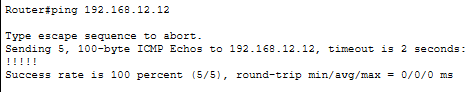 Router#ping 192.168.12.12
Type escape sequence to abort.
Sending 5, 100-byte ICMP Echos to 192.168.12.12, timeout is 2 seconds:
!!!!!
Success rate is 100 percent (5/5), round-trip min/avg/max = 0/0/0 ms